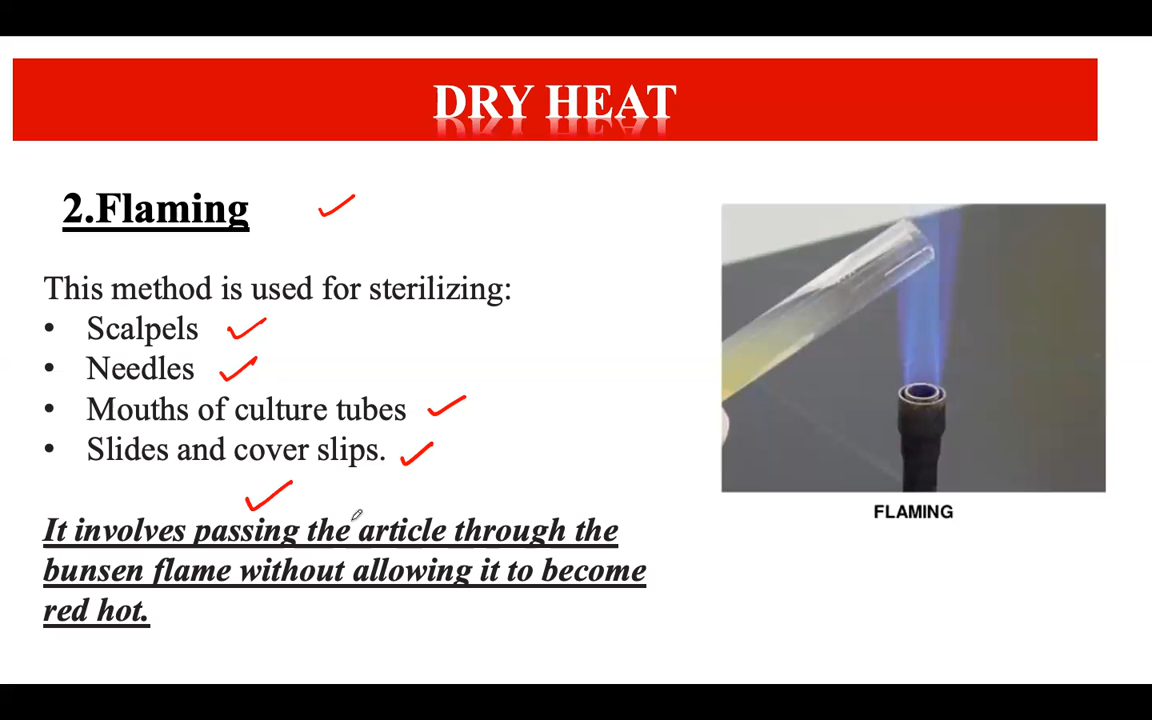 DRY HEAT
2.Flaming
This method is used for sterilizing:
• Scalpels
• Needles
• Mouths of culture tubes
• Slides and cover slips.
It involves passing the article through the
bunsen flame without allowing it to become
red hot.
FLAMING